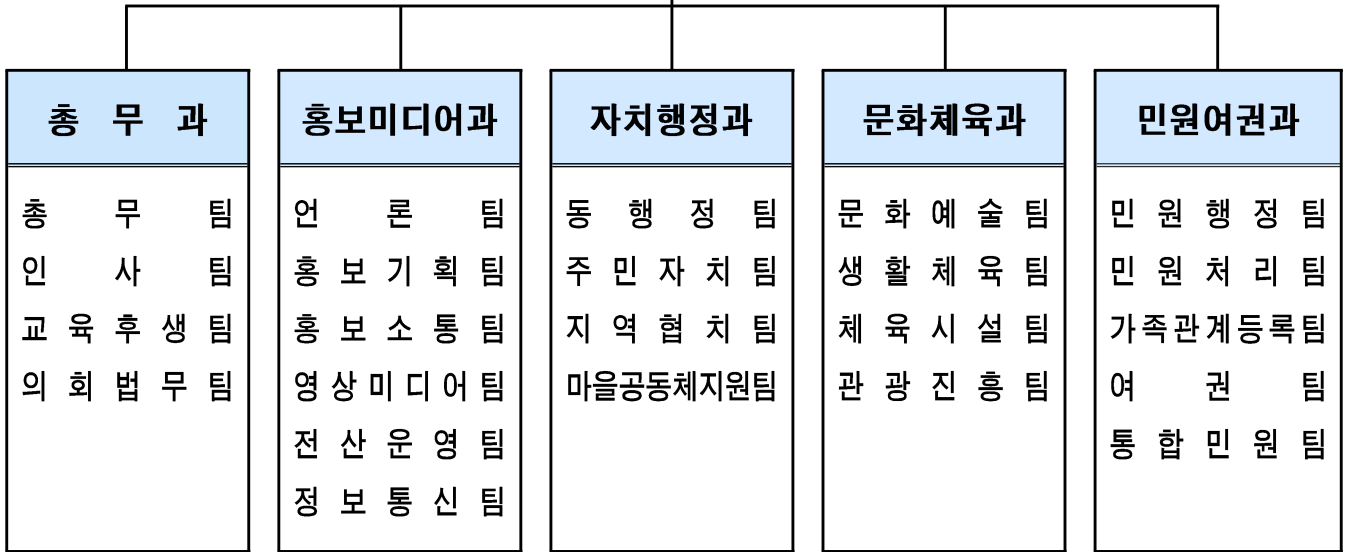 총 무 과
총 무 팀
인 사 팀
교 육 후 생 팀
의 회 법 무 팀
홍보미디어과
언 론 팀
홍 보 기 획 팀
홍 보 소 통 팀
영 상 미 디 어 팀
전 산 운 영 팀
정 보 통 신 팀
자치행정과
동 행 정 팀
주 민 자 치 팀
지 역 협 치 팀
마을공동체지원팀
문화체육과
문 화 예 술 팀
생 활 체 육 팀
체 육 시 설 팀
관 광 진 흥 팀
민원여권과
민 원 행 정 팀
민 원 처 리 팀
가족관계등록팀
여 권 팀
통 합 민 원 팀